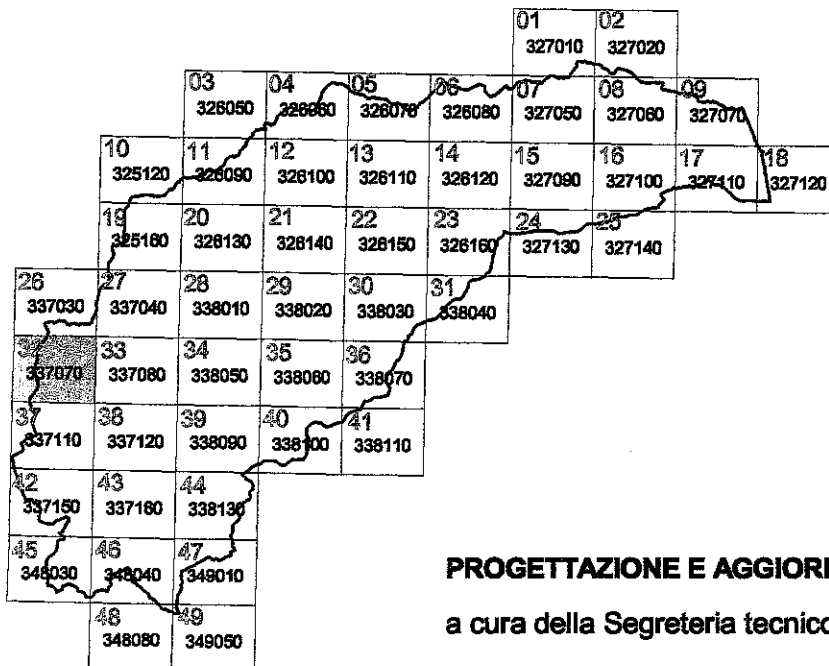 01 02
327010 327020
03 04 05 06 07 08 09
326050 326060 326070 326080 327050 327060 327070
10 11 12 13 14 15 16 17 18
325120 326090 326100 326110 326120 327090 327100 327110 327120
19 20 21 22 23 24 25
325160 326130 326140 326150 326160 327130 327140
26 27 28 29 30 31
337030 337040 338010 338020 338030 338040
32 33 34 35 36
337070 337080 338050 338060 338070
37 38 39 40 41
337110 337120 338090 338100 338110
42 43 44
337150 337160 338130
45 46 47
348030 348040 349010
48 49
348080 349050
PROGETTAZIONE E AGGIOR
a cura della Segreteria tecnico